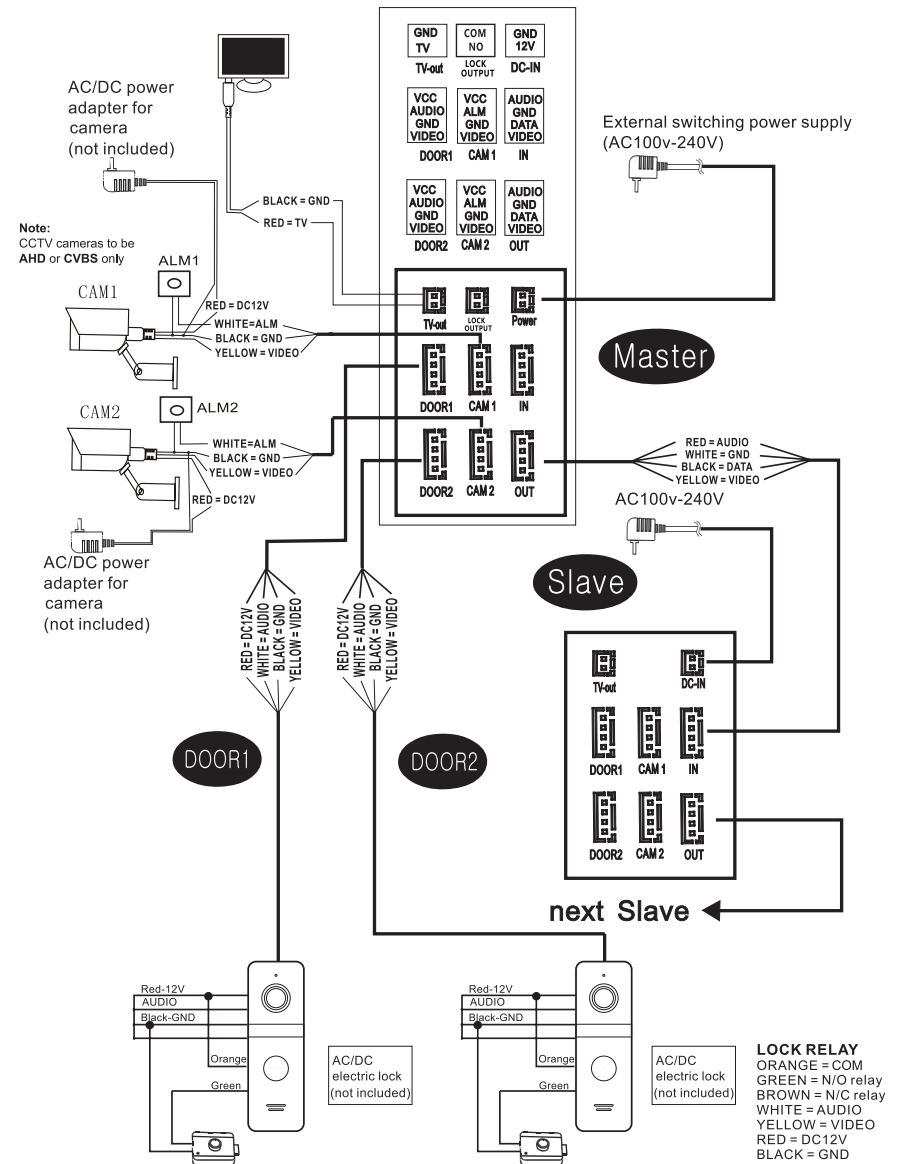 GND
TV
TV-out
COM
NO
LOCK
OUTPUT
GND
12V
DC-IN
VCC
AUDIO
GND
VIDEO
DOOR1
VCC
ALM
GND
VIDEO
CAM 1
AUDIO
GND
DATA
VIDEO
IN
VCC
AUDIO
GND
VIDEO
DOOR2
VCC
ALM
GND
VIDEO
CAM 2
AUDIO
GND
DATA
VIDEO
OUT
AC/DC power
adapter for
camera
(not included)
External switching power supply
(AC100v-240V)
BLACK = GND
RED = TV
Note:
CCTV cameras to be
AHD or CVBS only
ALM1
CAM1
RED = DC12V
WHITE=ALM
BLACK = GND
YELLOW = VIDEO
TV-out
LOCK
OUTPUT
Power
Master
DOOR1
CAM 1
IN
CAM2
ALM2
WHITE=ALM
BLACK = GND
YELLOW = VIDEO
RED = DC12V
DOOR2
CAM 2
OUT
RED = AUDIO
WHITE = GND
BLACK = DATA
YELLOW = VIDEO
AC/DC power
adapter for
camera
(not included)
AC100v-240V
Slave
RED = DC12V
WHITE = AUDIO
BLACK = GND
YELLOW = VIDEO
RED = DC12V
WHITE = AUDIO
BLACK = GND
YELLOW = VIDEO
TV-out
DC-IN
DOOR1
DOOR2
DOOR1
CAM 1
IN
DOOR2
CAM 2
OUT
next Slave
Red-12V
AUDIO
Black-GND
Orange
Green
AC/DC
electric lock
(not included)
Red-12V
AUDIO
Black-GND
Orange
Green
AC/DC
electric lock
(not included)
LOCK RELAY
ORANGE = COM
GREEN = N/O relay
BROWN = N/C relay
WHITE = AUDIO
YELLOW = VIDEO
RED = DC12V
BLACK = GND